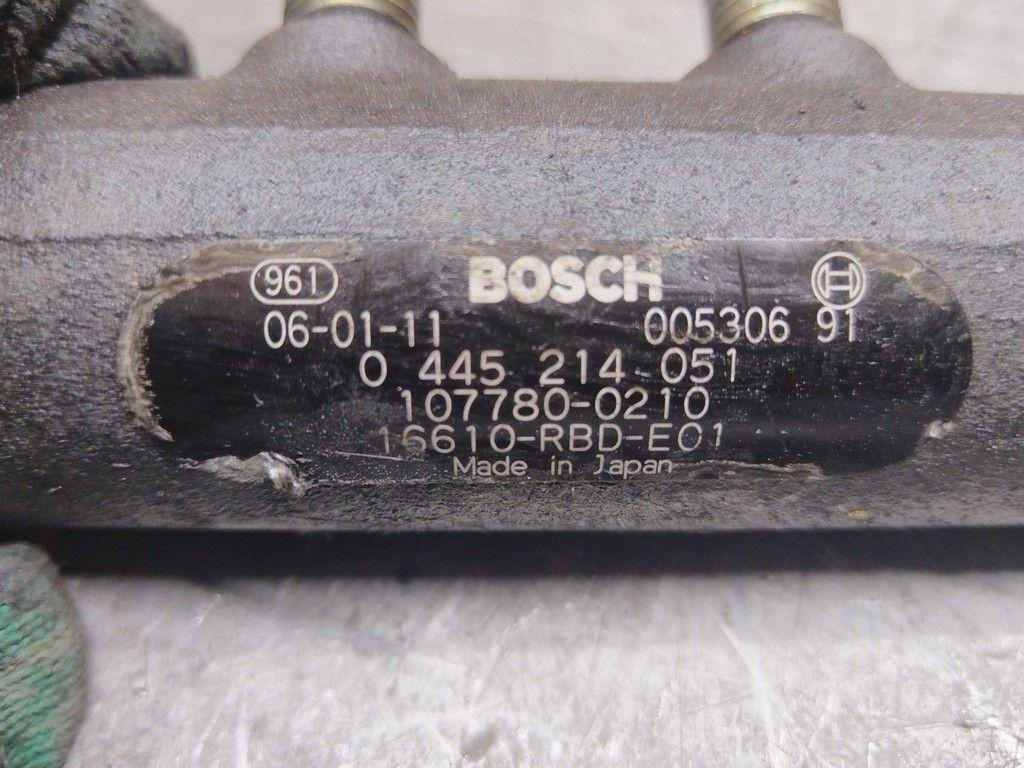 961 BOSCH
06-01-11 005306 91
0 445 214 051
107780-0210
16610-RBD-E01
Made in Japan